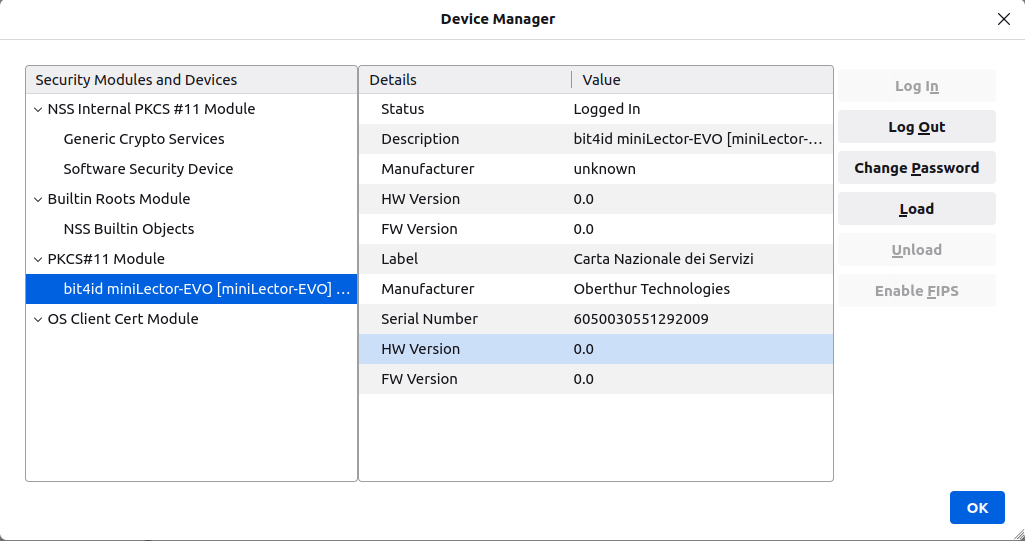 Device Manager
Security Modules and Devices
NSS Internal PKCS #11 Module
Generic Crypto Services
Software Security Device
Builtin Roots Module
NSS Builtin Objects
PKCS#11 Module
bit4id miniLector-EVO [miniLector-EVO] ...
OS Client Cert Module
Details Value
Status Logged In
Description bit4id miniLector-EVO [miniLector-...
Manufacturer unknown
HW Version 0.0
FW Version 0.0
Label Carta Nazionale dei Servizi
Manufacturer Oberthur Technologies
Serial Number 6050030551292009
HW Version 0.0
FW Version 0.0
Log In
Log Out
Change Password
Load
Unload
Enable FIPS
OK